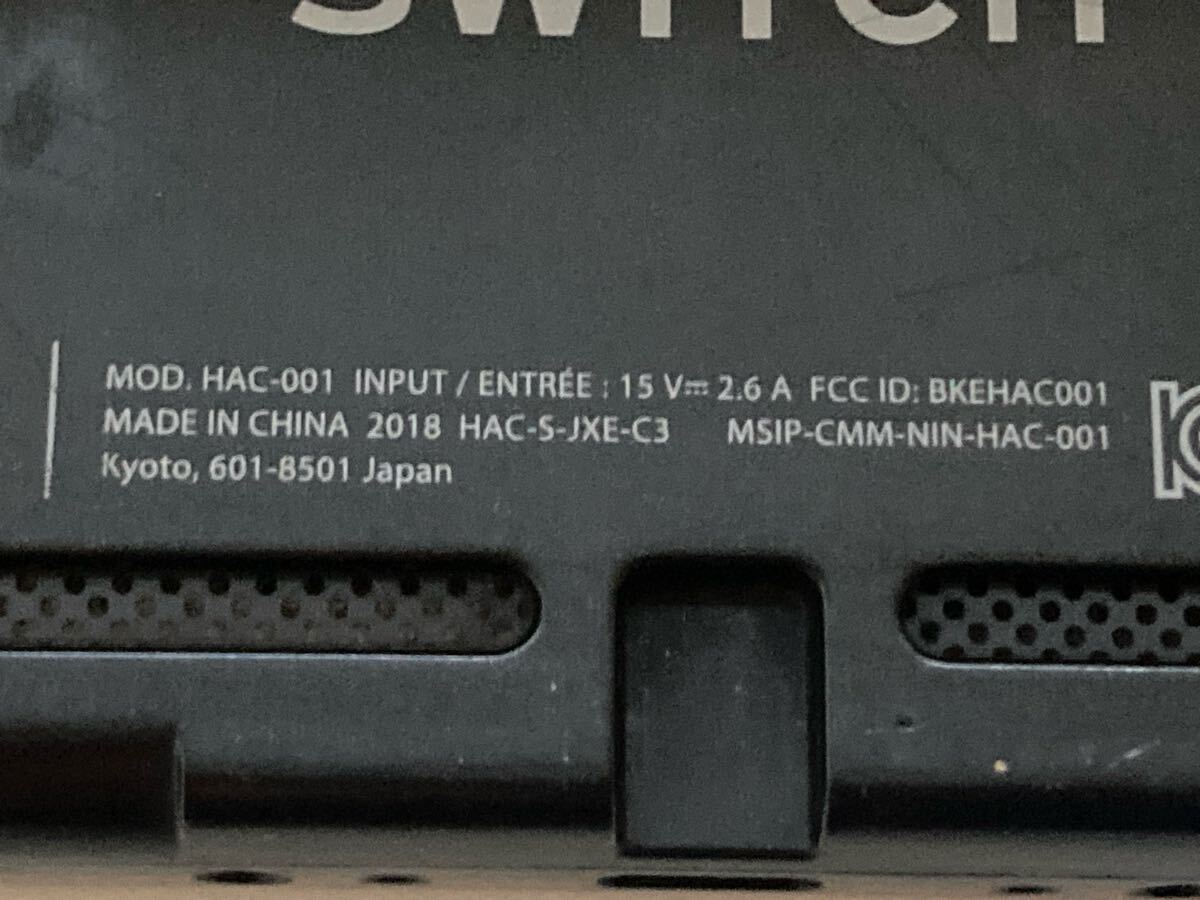 SWITCH
MOD. HAC-001 INPUT / ENTRÉE : 15 V⎓ 2.6 A FCC ID: BKEHAC001
MADE IN CHINA 2018 HAC-S-JXE-C3 MSIP-CMM-NIN-HAC-001
Kyoto, 601-8501 Japan